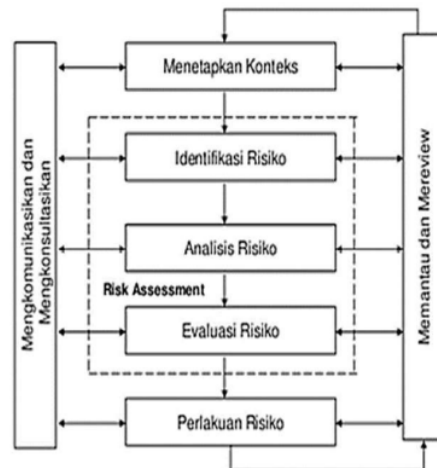 Menetapkan Konteks
Identifikasi Risiko
Analisis Risiko
Risk Assessment
Evaluasi Risiko
Perlakuan Risiko
Mengkomunikasikan dan
Mengkonsultasikan
Memantau dan Mereview